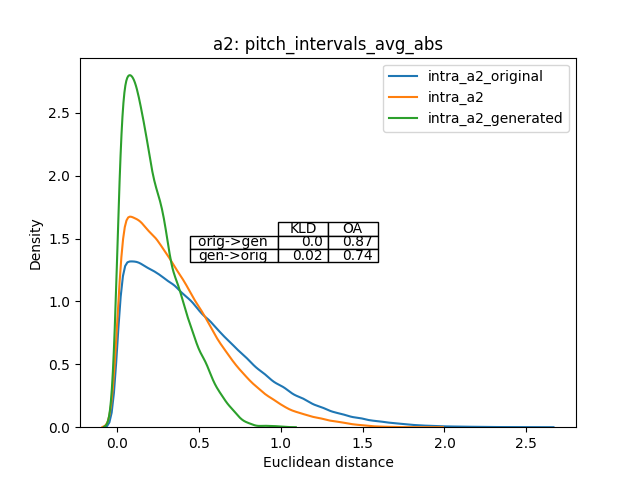 a2: pitch_intervals_avg_abs
intra_a2_original
intra_a2
intra_a2_generated
KLD OA
orig->gen 0.0 0.87
gen->orig 0.02 0.74
Density
2.5
2.0
1.5
1.0
0.5
0.0
0.0 0.5 1.0 1.5 2.0 2.5
Euclidean distance